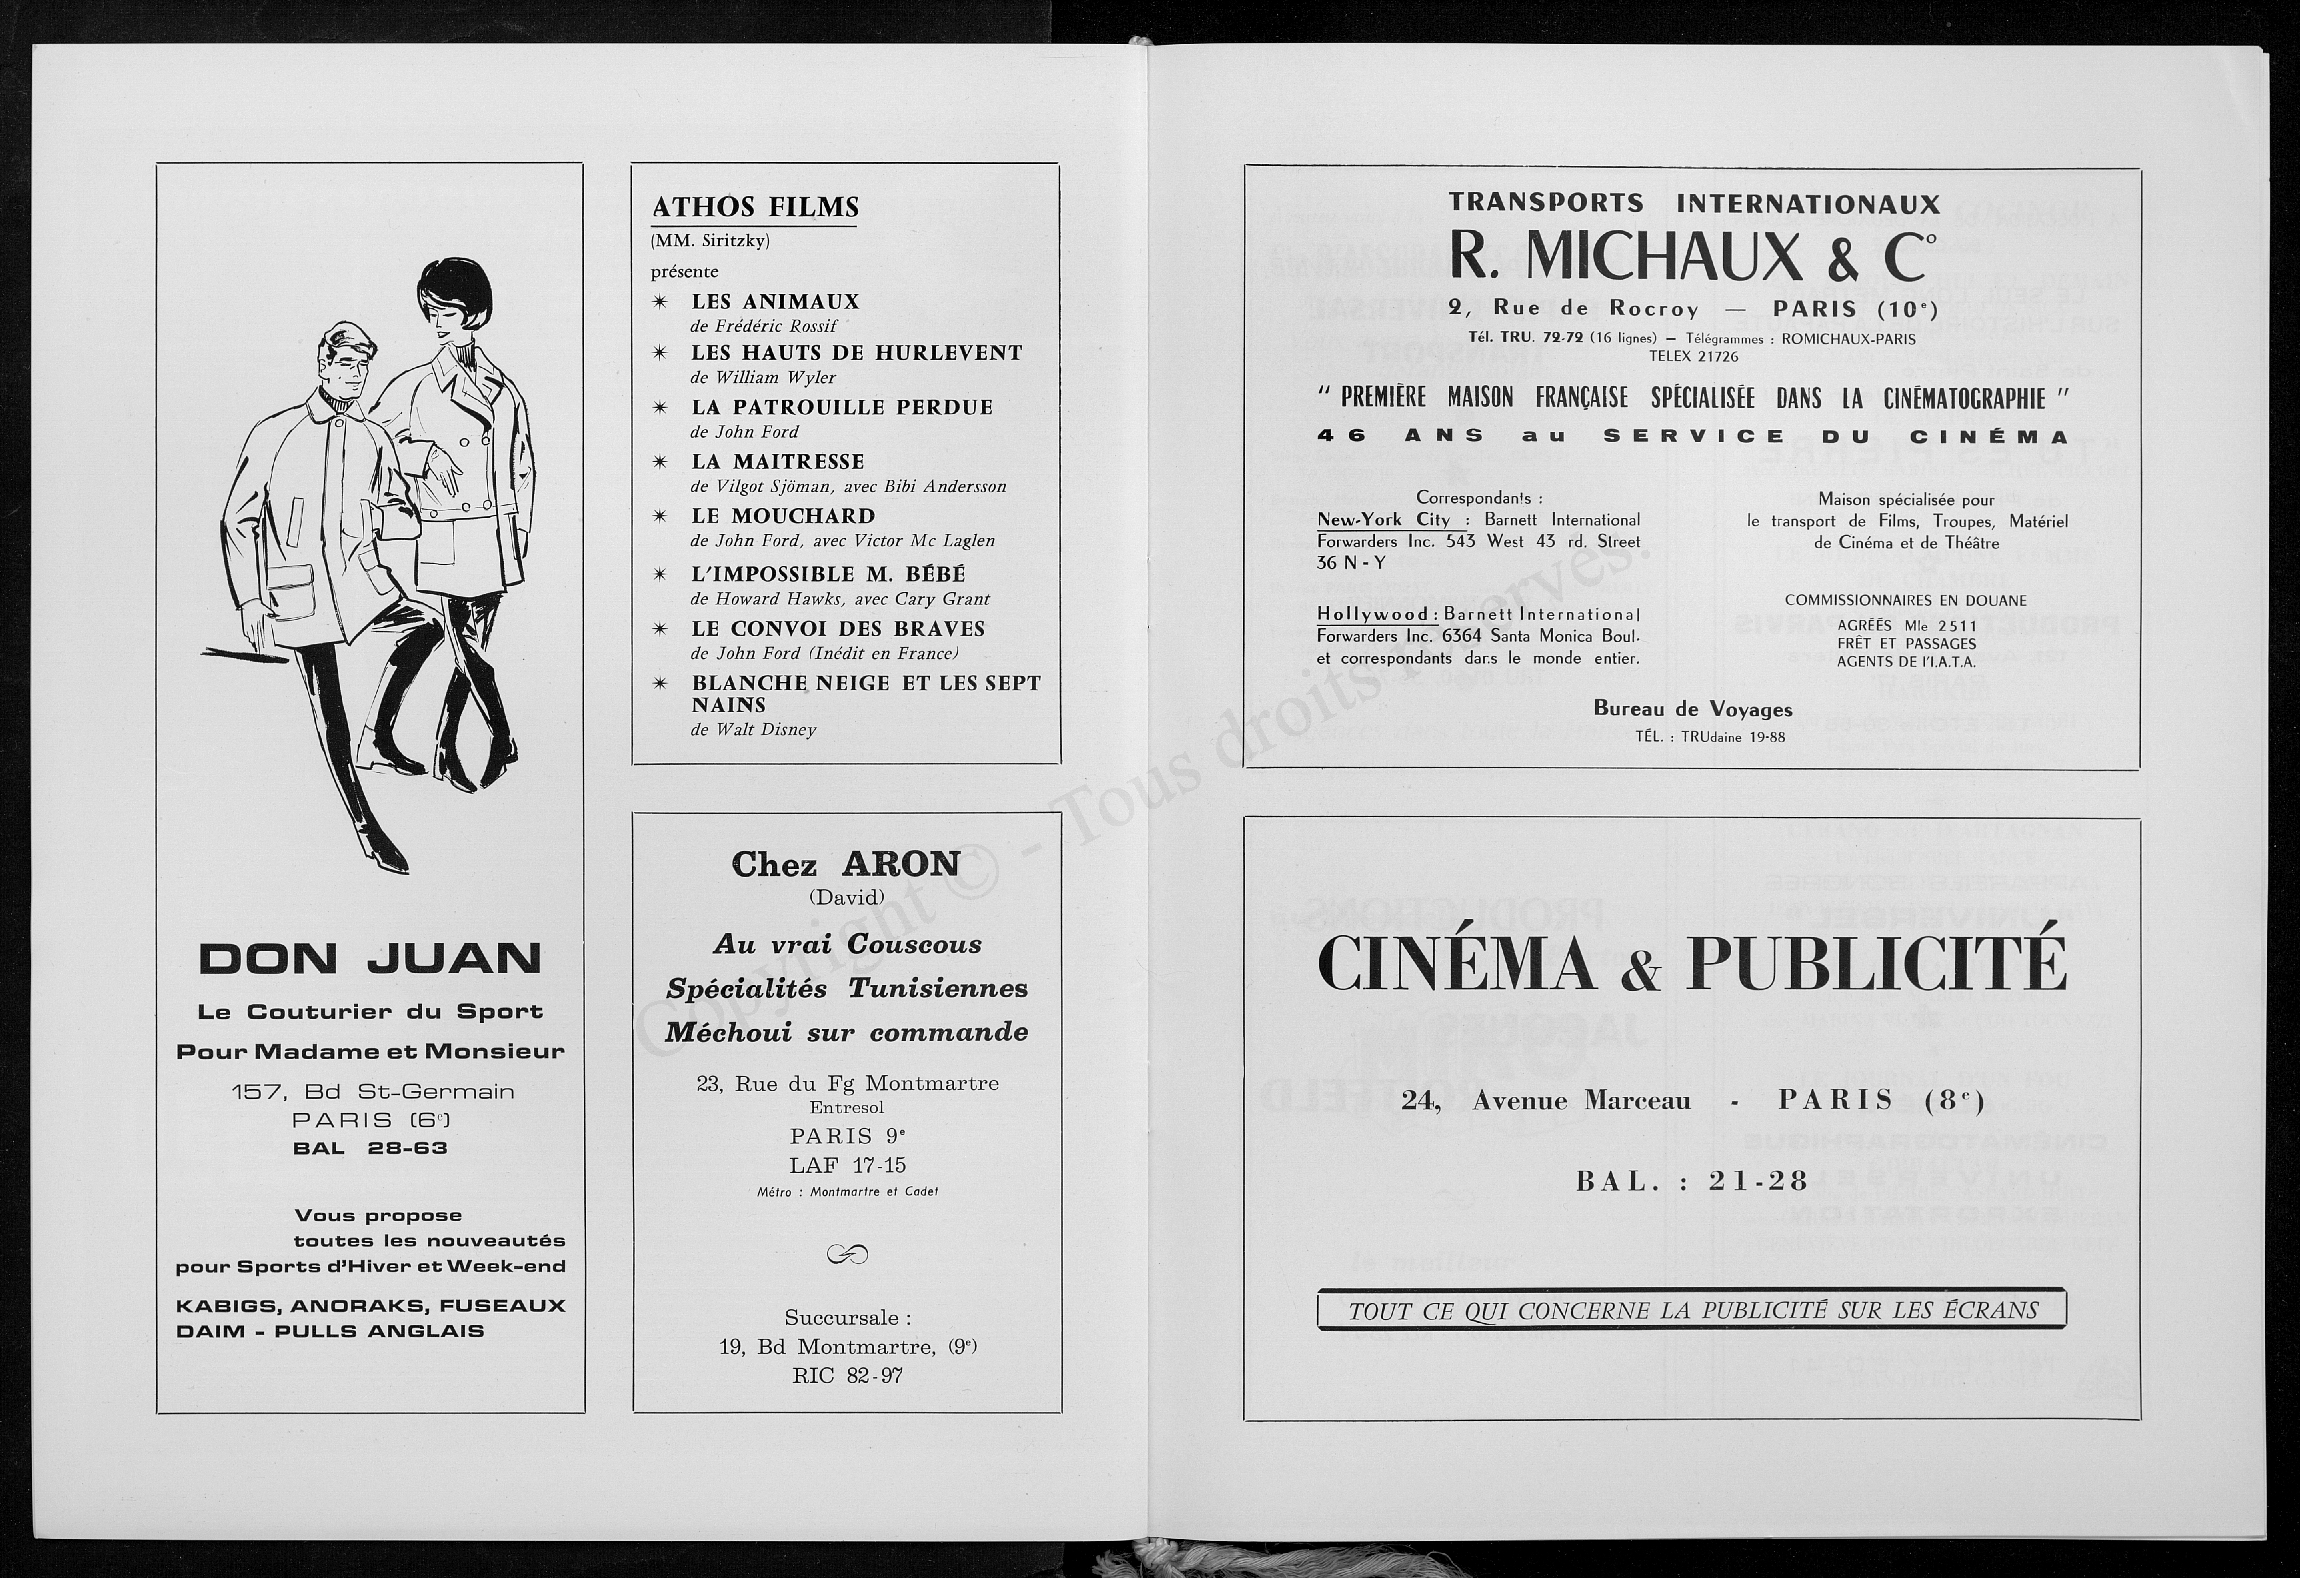 DON JUAN
Le Couturier du Sport
Pour Madame et Monsieur
157, Bd St-Germain
PARIS (6e)
BAL 28-63
Vous propose
toutes les nouveautés
pour Sports d'Hiver et Week-end
KABIGS, ANORAKS, FUSEAUX
DAIM - PULLS ANGLAIS
ATHOS FILMS
(MM. Siritzky)
présente
✴ LES ANIMAUX
de Frédéric Rossif
✴ LES HAUTS DE HURLEVENT
de William Wyler
✴ LA PATROUILLE PERDUE
de John Ford
✴ LA MAITRESSE
de Vilgot Sjöman, avec Bibi Andersson
✴ LE MOUCHARD
de John Ford, avec Victor Mc Laglen
✴ L'IMPOSSIBLE M. BÉBÉ
de Howard Hawks, avec Cary Grant
✴ LE CONVOI DES BRAVES
de John Ford (Inédit en France)
✴ BLANCHE NEIGE ET LES SEPT
NAINS
de Walt Disney
Chez ARON
(David)
Au vrai Couscous
Spécialités Tunisiennes
Méchoui sur commande
23, Rue du Fg Montmartre
Entresol
PARIS 9e
LAF 17-15
Métro : Montmartre et Cadet
Succursale :
19, Bd Montmartre, (9e)
RIC 82-97
TRANSPORTS INTERNATIONAUX
R. MICHAUX & Co
2, Rue de Rocroy — PARIS (10e)
Tél. TRU. 72-72 (16 lignes) — Télégrammes : ROMICHAUX-PARIS
TELEX 21726
" PREMIÈRE MAISON FRANÇAISE SPÉCIALISÉE DANS LA CINÉMATOGRAPHIE "
46 ANS au SERVICE DU CINÉMA
Correspondants :
New-York City : Barnett International
Forwarders Inc. 543 West 43 rd. Street
36 N - Y
Hollywood : Barnett International
Forwarders Inc. 6364 Santa Monica Boul.
et correspondants dans le monde entier.
Maison spécialisée pour
le transport de Films, Troupes, Matériel
de Cinéma et de Théâtre
COMMISSIONNAIRES EN DOUANE
AGRÉÉS Mle 2511
FRÊT ET PASSAGES
AGENTS DE l'I.A.T.A.
Bureau de Voyages
TÉL. : TRUdaine 19-88
CINÉMA & PUBLICITÉ
24, Avenue Marceau - PARIS (8e)
BAL. : 21-28
TOUT CE QUI CONCERNE LA PUBLICITÉ SUR LES ÉCRANS
Copyright © - Tous droits réservés.